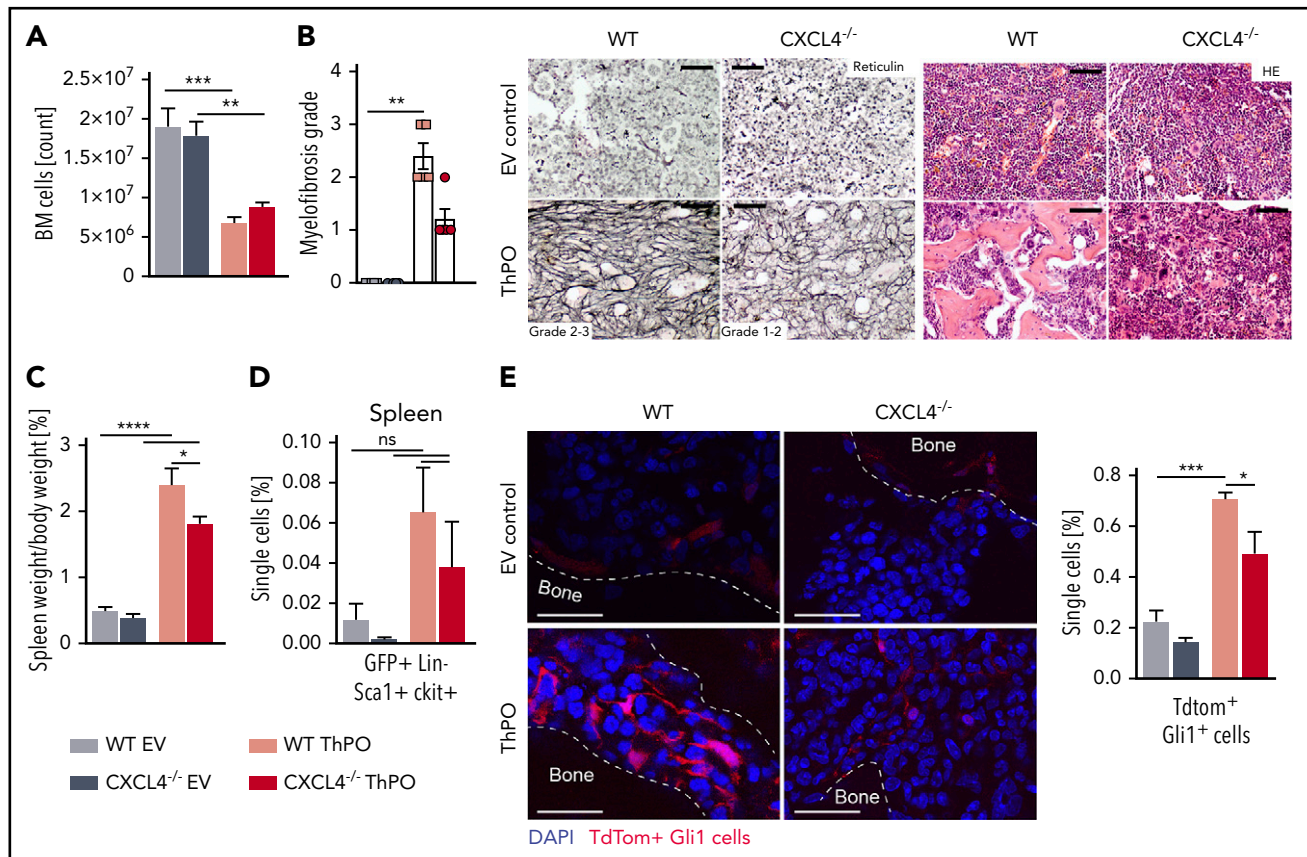 A
BM cells [count]
2.5×10⁷
2×10⁷
1.5×10⁷
1×10⁷
5×10⁶
0
***
**
B
Myelofibrosis grade
4
3
2
1
0
**
WT
CXCL4⁻/⁻
WT
CXCL4⁻/⁻
EV control
ThPO
Reticulin
HE
Grade 2-3
Grade 1-2
C
Spleen weight/body weight [%]
3
2
1
0
****
*
D
Spleen
Single cells [%]
0.10
0.08
0.06
0.04
0.02
0.00
ns
GFP+ Lin-
Sca1+ ckit+
WT EV
WT ThPO
CXCL4⁻/⁻ EV
CXCL4⁻/⁻ ThPO
E
WT
CXCL4⁻/⁻
EV control
ThPO
Bone
Bone
Bone
Bone
Bone
DAPI TdTom+ Gli1 cells
Single cells [%]
0.8
0.6
0.4
0.2
0.0
***
*
Tdtom⁺
Gli1⁺ cells